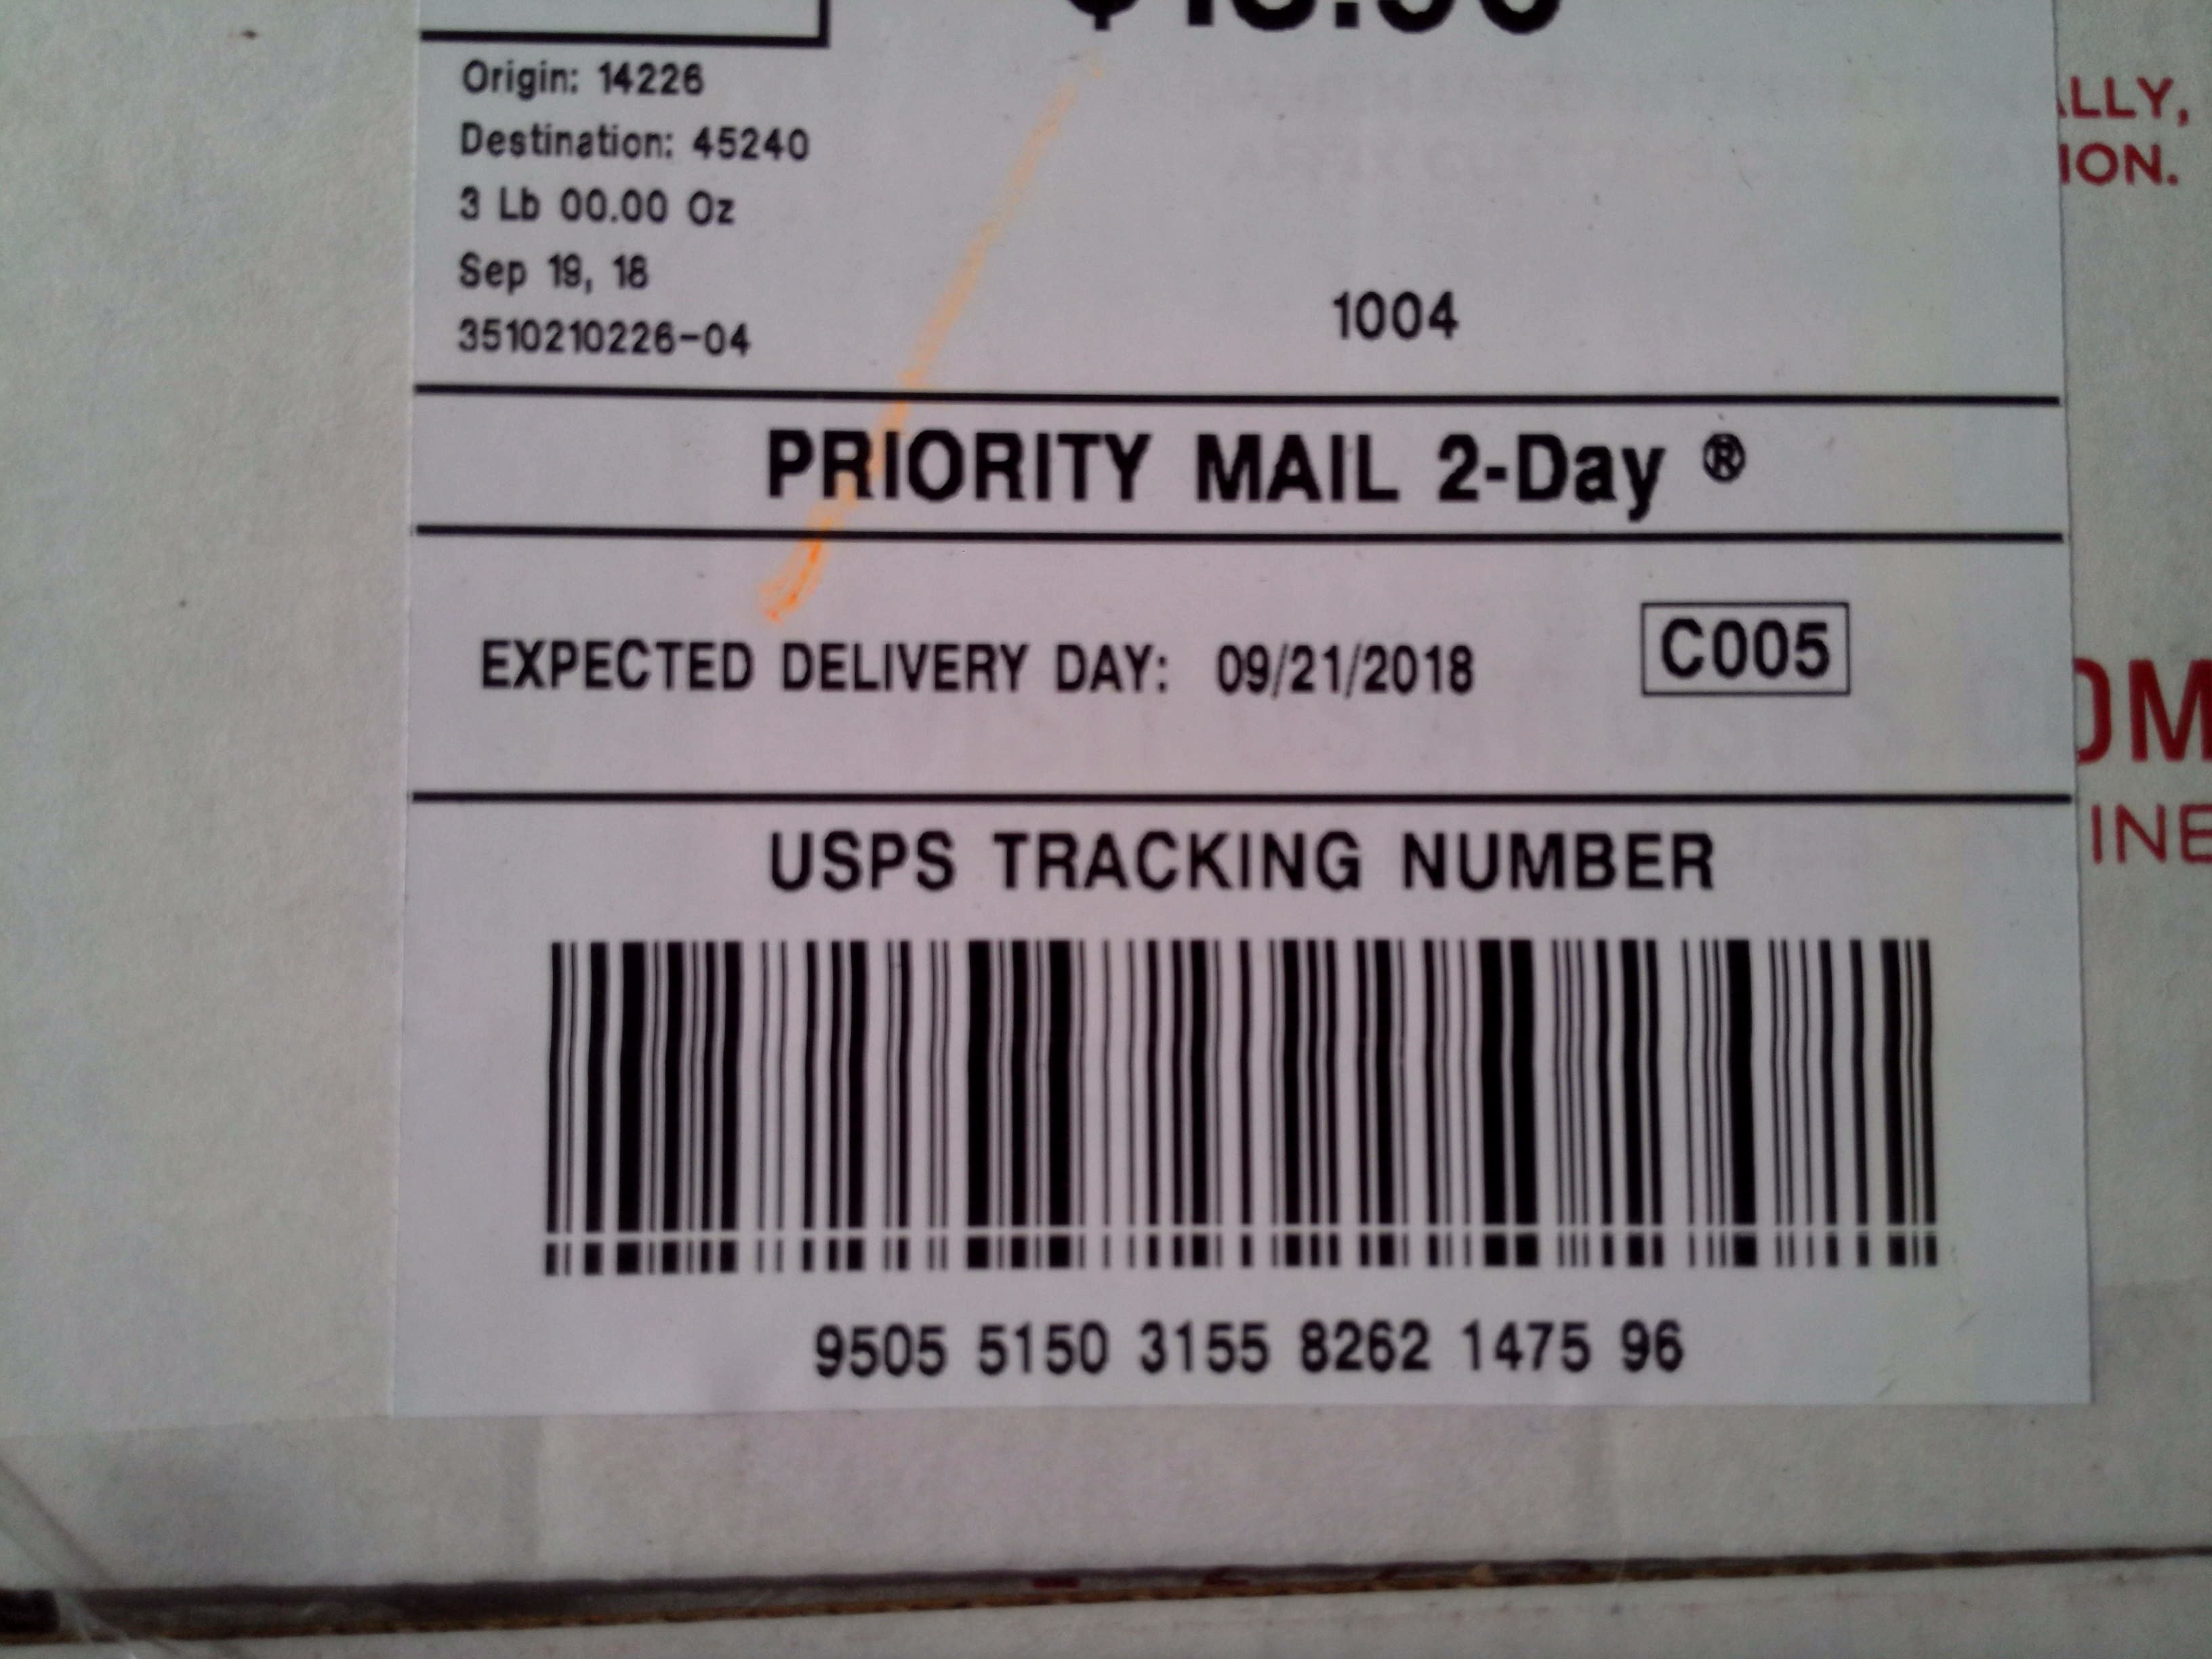 Origin: 14226
Destination: 45240
3 Lb 00.00 Oz
Sep 19, 18
3510210226-04
1004
PRIORITY MAIL 2-Day ®
EXPECTED DELIVERY DAY: 09/21/2018
C005
USPS TRACKING NUMBER
9505 5150 3155 8262 1475 96